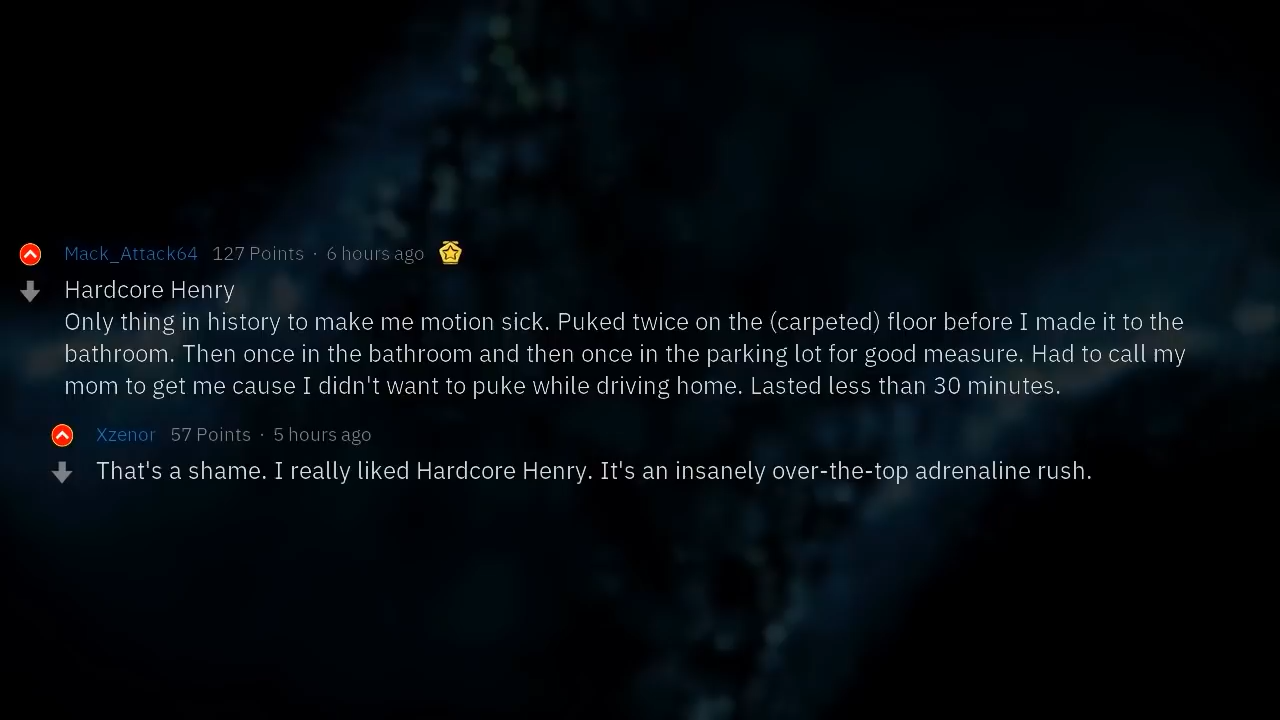 Mack_Attack64 127 Points · 6 hours ago
Hardcore Henry
Only thing in history to make me motion sick. Puked twice on the (carpeted) floor before I made it to the
bathroom. Then once in the bathroom and then once in the parking lot for good measure. Had to call my
mom to get me cause I didn't want to puke while driving home. Lasted less than 30 minutes.
Xzenor 57 Points · 5 hours ago
That's a shame. I really liked Hardcore Henry. It's an insanely over-the-top adrenaline rush.